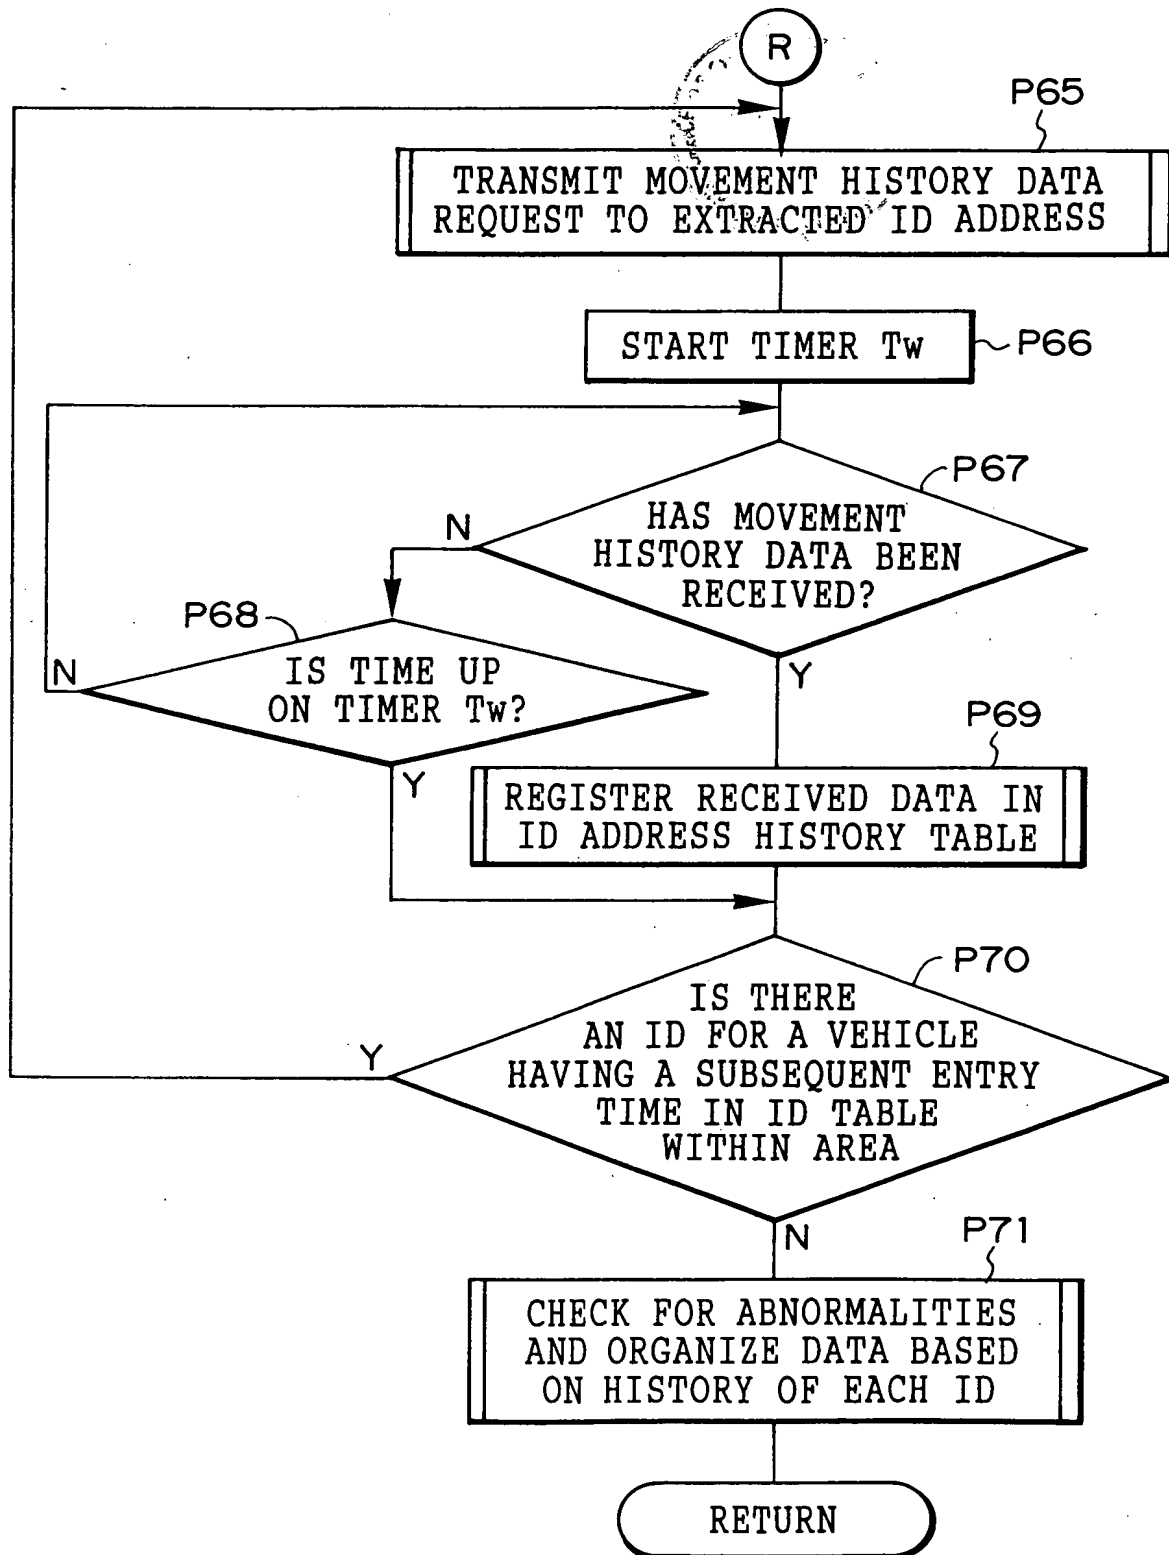 R
P65
TRANSMIT MOVEMENT HISTORY DATA
REQUEST TO EXTRACTED ID ADDRESS
START TIMER Tw
P66
P67
HAS MOVEMENT
HISTORY DATA BEEN
RECEIVED?
N
Y
P68
IS TIME UP
ON TIMER Tw?
N
Y
P69
REGISTER RECEIVED DATA IN
ID ADDRESS HISTORY TABLE
P70
IS THERE
AN ID FOR A VEHICLE
HAVING A SUBSEQUENT ENTRY
TIME IN ID TABLE
WITHIN AREA
Y
N
P71
CHECK FOR ABNORMALITIES
AND ORGANIZE DATA BASED
ON HISTORY OF EACH ID
RETURN